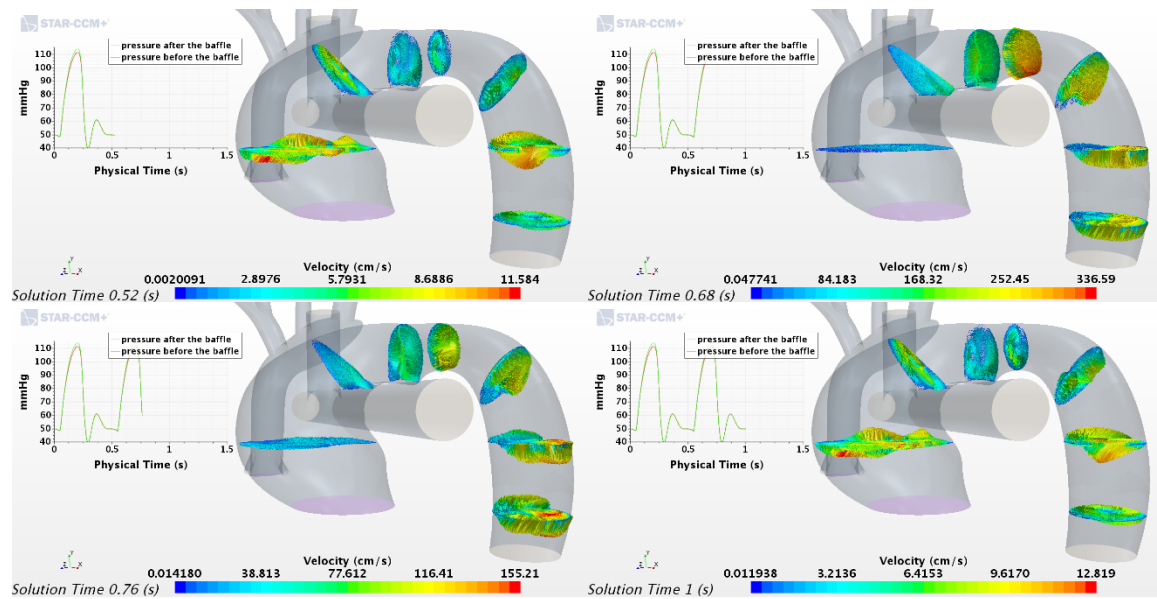 STAR-CCM+
pressure after the baffle
pressure before the baffle
110
100
90
80
70
60
50
40
mmHg
0
0.5
1
1.5
Physical Time (s)
y
z
x
Velocity (cm/s)
0.0020091 2.8976 5.7931 8.6886 11.584
Solution Time 0.52 (s)
STAR-CCM+
pressure after the baffle
pressure before the baffle
110
100
90
80
70
60
50
40
mmHg
0
0.5
1
1.5
Physical Time (s)
y
z
x
Velocity (cm/s)
0.047741 84.183 168.32 252.45 336.59
Solution Time 0.68 (s)
STAR-CCM+
pressure after the baffle
pressure before the baffle
110
100
90
80
70
60
50
40
mmHg
0
0.5
1
1.5
Physical Time (s)
y
z
x
Velocity (cm/s)
0.014180 38.813 77.612 116.41 155.21
Solution Time 0.76 (s)
STAR-CCM+
pressure after the baffle
pressure before the baffle
110
100
90
80
70
60
50
40
mmHg
0
0.5
1
1.5
Physical Time (s)
y
z
x
Velocity (cm/s)
0.011938 3.2136 6.4153 9.6170 12.819
Solution Time 1 (s)